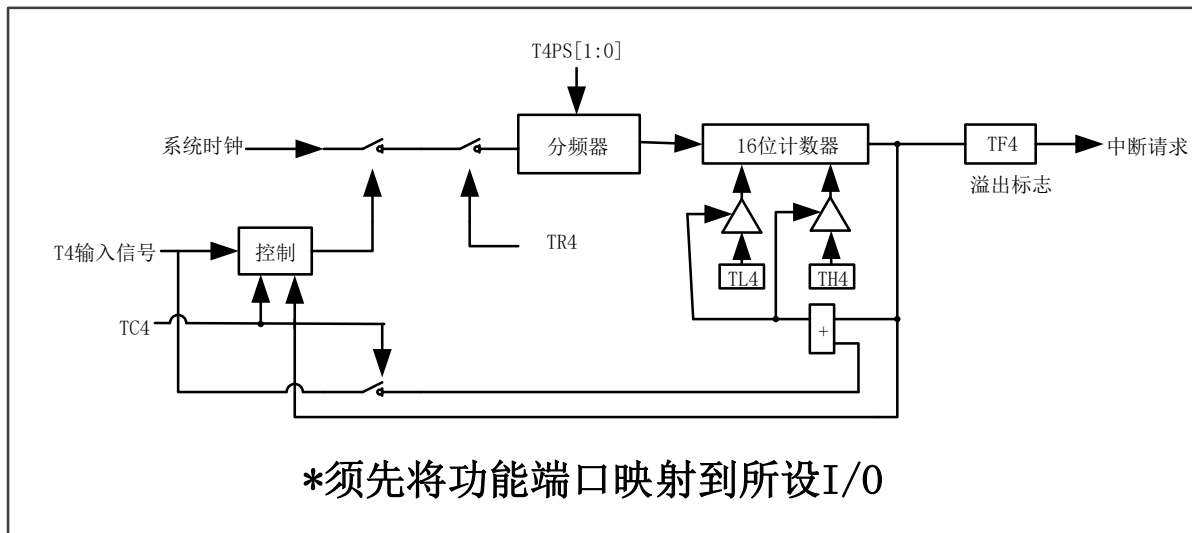 T4PS[1:0]
系统时钟
分频器
16位计数器
TF4
中断请求
溢出标志
T4输入信号
控制
TR4
TL4
TH4
TC4
+
*须先将功能端口映射到所设I/O